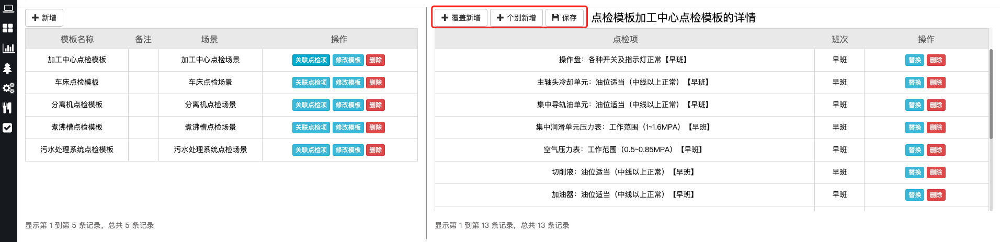 新增
模板名称 备注 场景 操作
加工中心点检模板 加工中心点检场景 关联点检项 修改模板 删除
车床点检模板 车床点检场景 关联点检项 修改模板 删除
分离机点检模板 分离机点检场景 关联点检项 修改模板 删除
煮沸槽点检模板 煮沸槽点检场景 关联点检项 修改模板 删除
污水处理系统点检模板 污水处理系统点检场景 关联点检项 修改模板 删除
显示第 1 到第 5 条记录，总共 5 条记录
覆盖新增 个别新增 保存 点检模板加工中心点检模板的详情
点检项 班次 操作
操作盘：各种开关及指示灯正常【早班】 早班 替换 删除
主轴头冷却单元：油位适当（中线以上正常）【早班】 早班 替换 删除
集中导轨油单元：油位适当（中线以上正常）【早班】 早班 替换 删除
集中润滑单元压力表：工作范围（1~1.6MPA）【早班】 早班 替换 删除
空气压力表：工作范围（0.5~0.85MPA）【早班】 早班 替换 删除
切削液：油位适当（中线以上正常）【早班】 早班 替换 删除
加油器：油位适当（中线以上正常）【早班】 早班 替换 删除
显示第 1 到第 13 条记录，总共 13 条记录